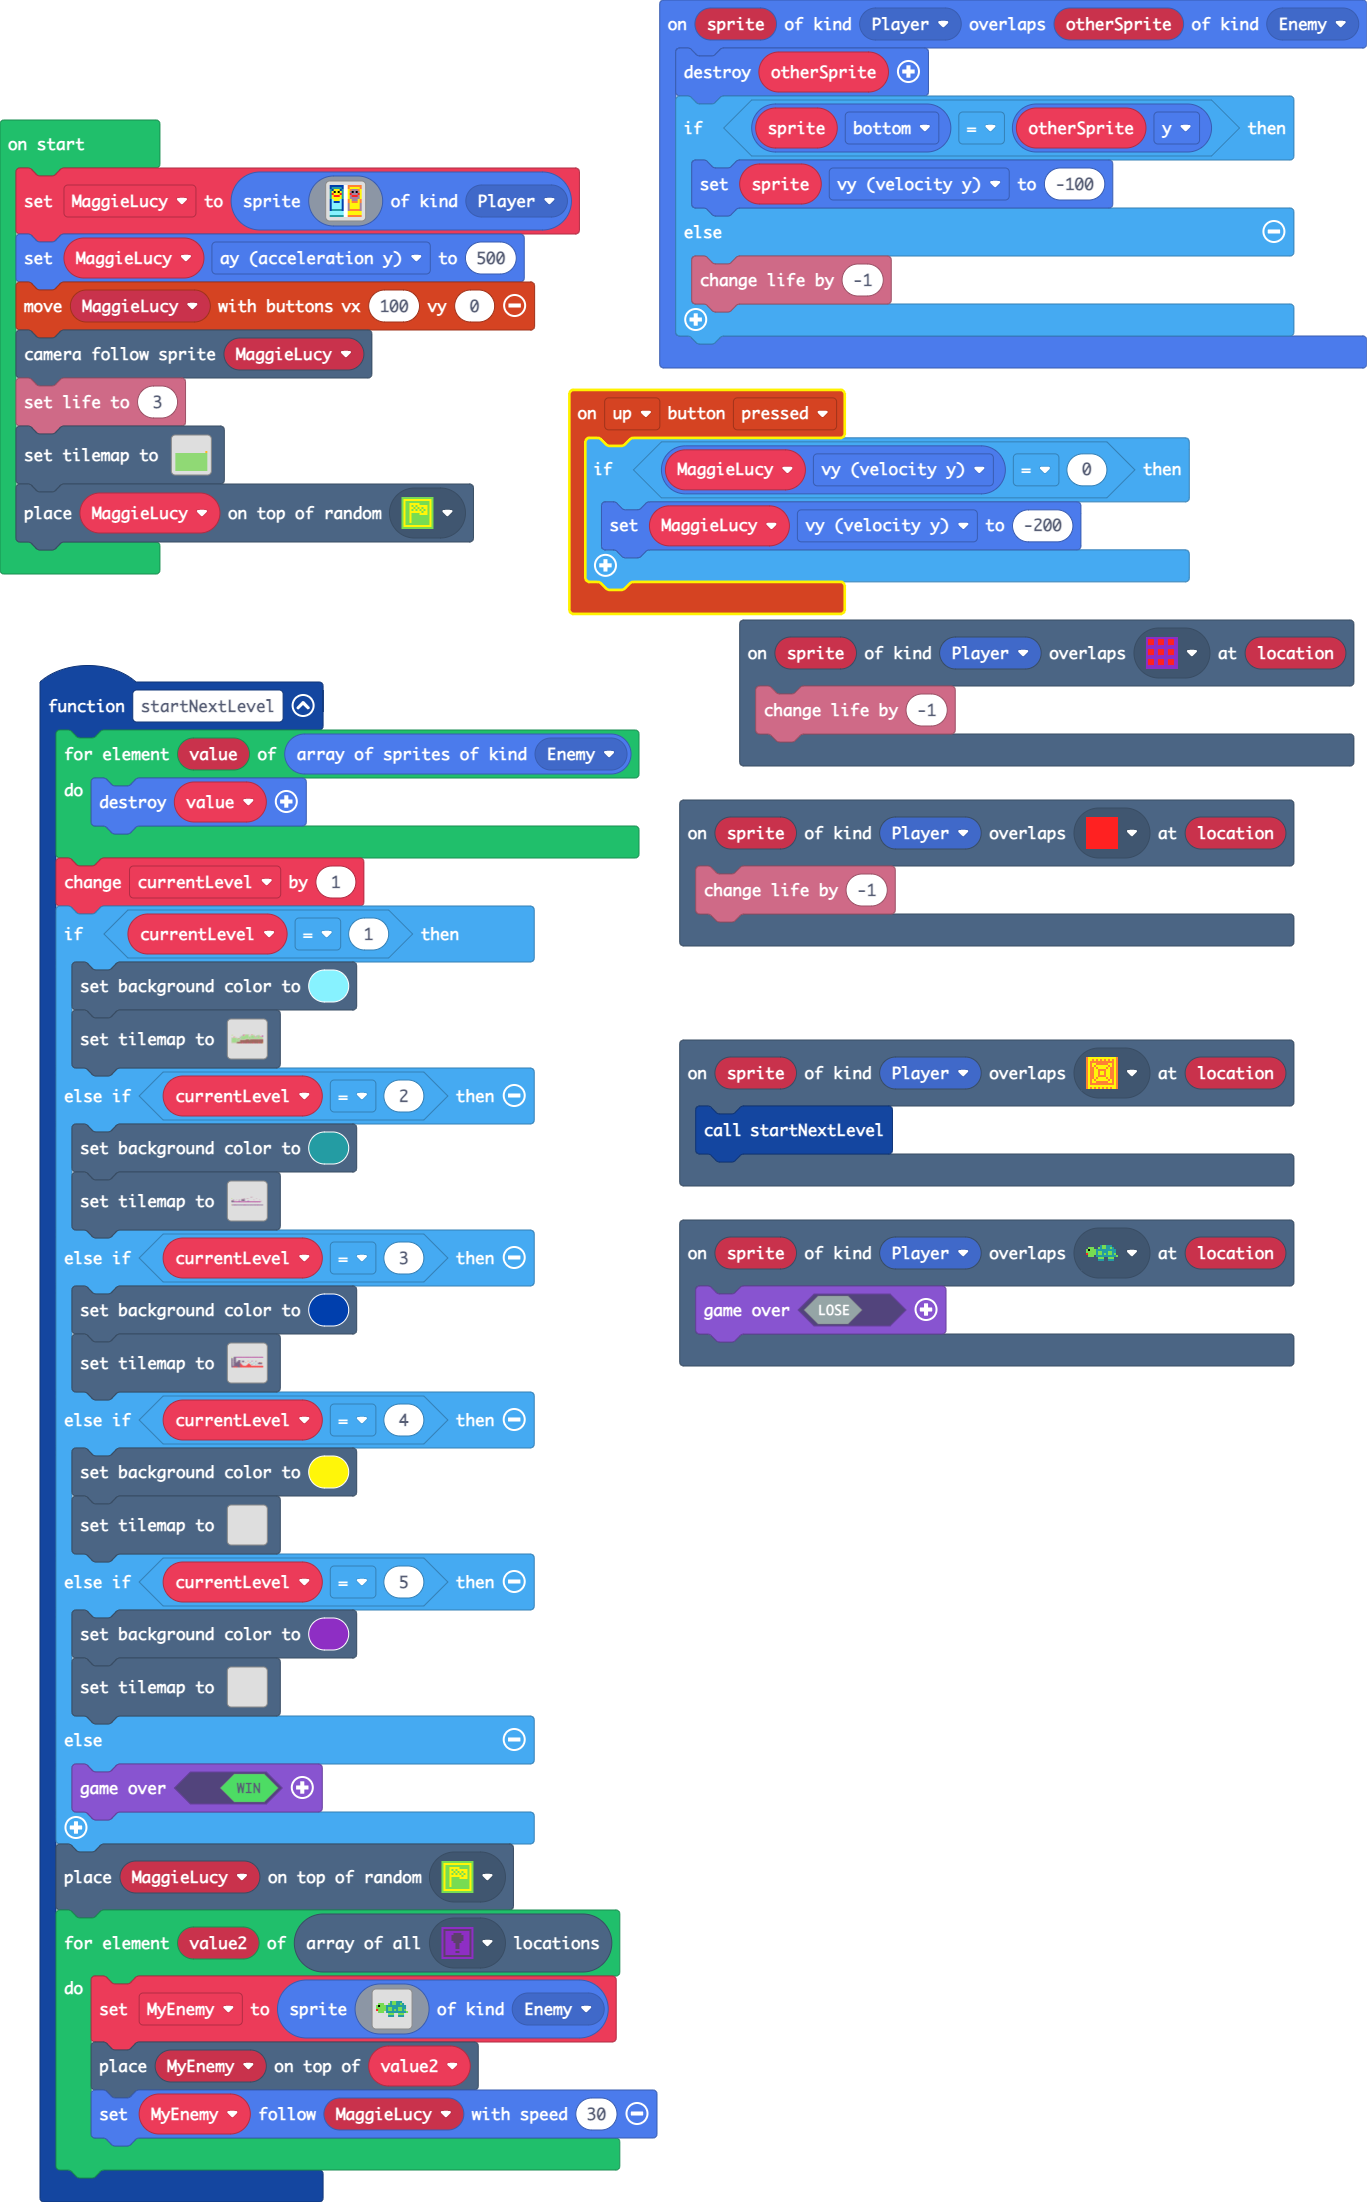 on start
set MaggieLucy to sprite of kind Player
set MaggieLucy ay (acceleration y) to 500
move MaggieLucy with buttons vx 100 vy 0
camera follow sprite MaggieLucy
set life to 3
set tilemap to
place MaggieLucy on top of random
on sprite of kind Player overlaps otherSprite of kind Enemy
destroy otherSprite
if sprite bottom = otherSprite y then
set sprite vy (velocity y) to -100
else
change life by -1
on up button pressed
if MaggieLucy vy (velocity y) = 0 then
set MaggieLucy vy (velocity y) to -200
on sprite of kind Player overlaps at location
change life by -1
on sprite of kind Player overlaps at location
change life by -1
on sprite of kind Player overlaps at location
call startNextLevel
on sprite of kind Player overlaps at location
game over LOSE
function startNextLevel
for element value of array of sprites of kind Enemy
do destroy value
change currentLevel by 1
if currentLevel = 1 then
set background color to
set tilemap to
else if currentLevel = 2 then
set background color to
set tilemap to
else if currentLevel = 3 then
set background color to
set tilemap to
else if currentLevel = 4 then
set background color to
set tilemap to
else if currentLevel = 5 then
set background color to
set tilemap to
else
game over WIN
place MaggieLucy on top of random
for element value2 of array of all locations
do set MyEnemy to sprite of kind Enemy
place MyEnemy on top of value2
set MyEnemy follow MaggieLucy with speed 30